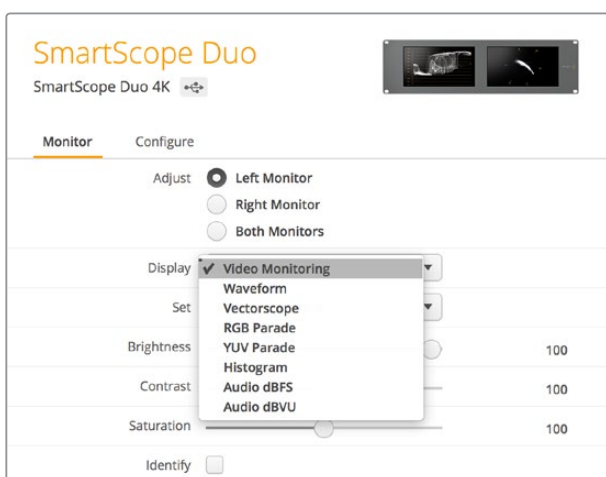 SmartScope Duo
SmartScope Duo 4K
Monitor Configure
Adjust Left Monitor
Right Monitor
Both Monitors
Display Video Monitoring
Waveform
Set Vectorscope
RGB Parade
Brightness YUV Parade 100
Histogram
Contrast Audio dBFS 100
Audio dBVU
Saturation 100
Identify